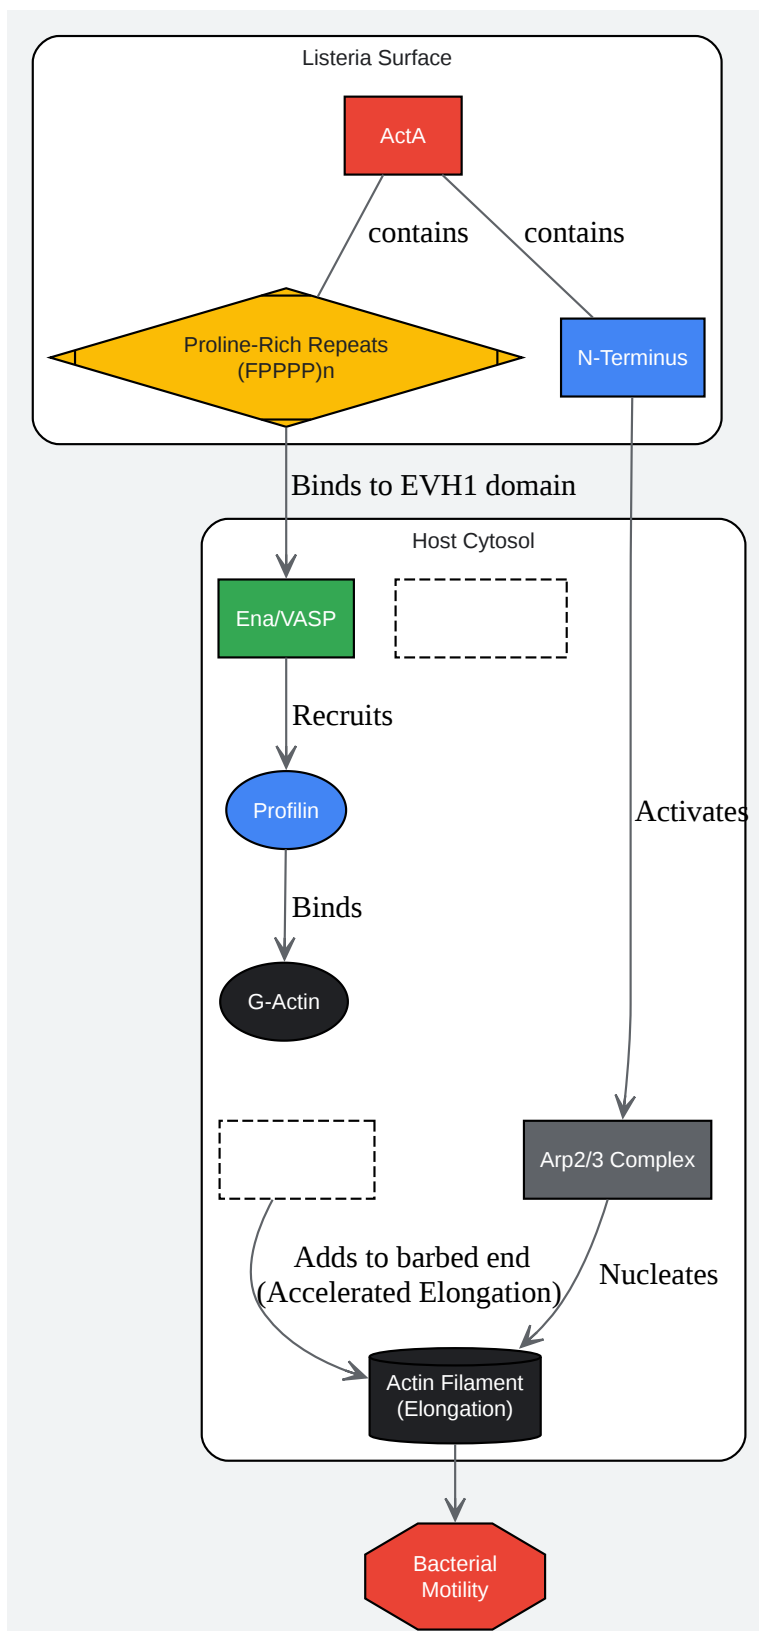 Listeria Surface
ActA
contains
contains
Proline-Rich Repeats
(FPPPP)n
N-Terminus
Binds to EVH1 domain
Host Cytosol
Ena/VASP
Recruits
Profilin
Activates
Binds
G-Actin
Arp2/3 Complex
Adds to barbed end
(Accelerated Elongation)
Nucleates
Actin Filament
(Elongation)
Bacterial
Motility